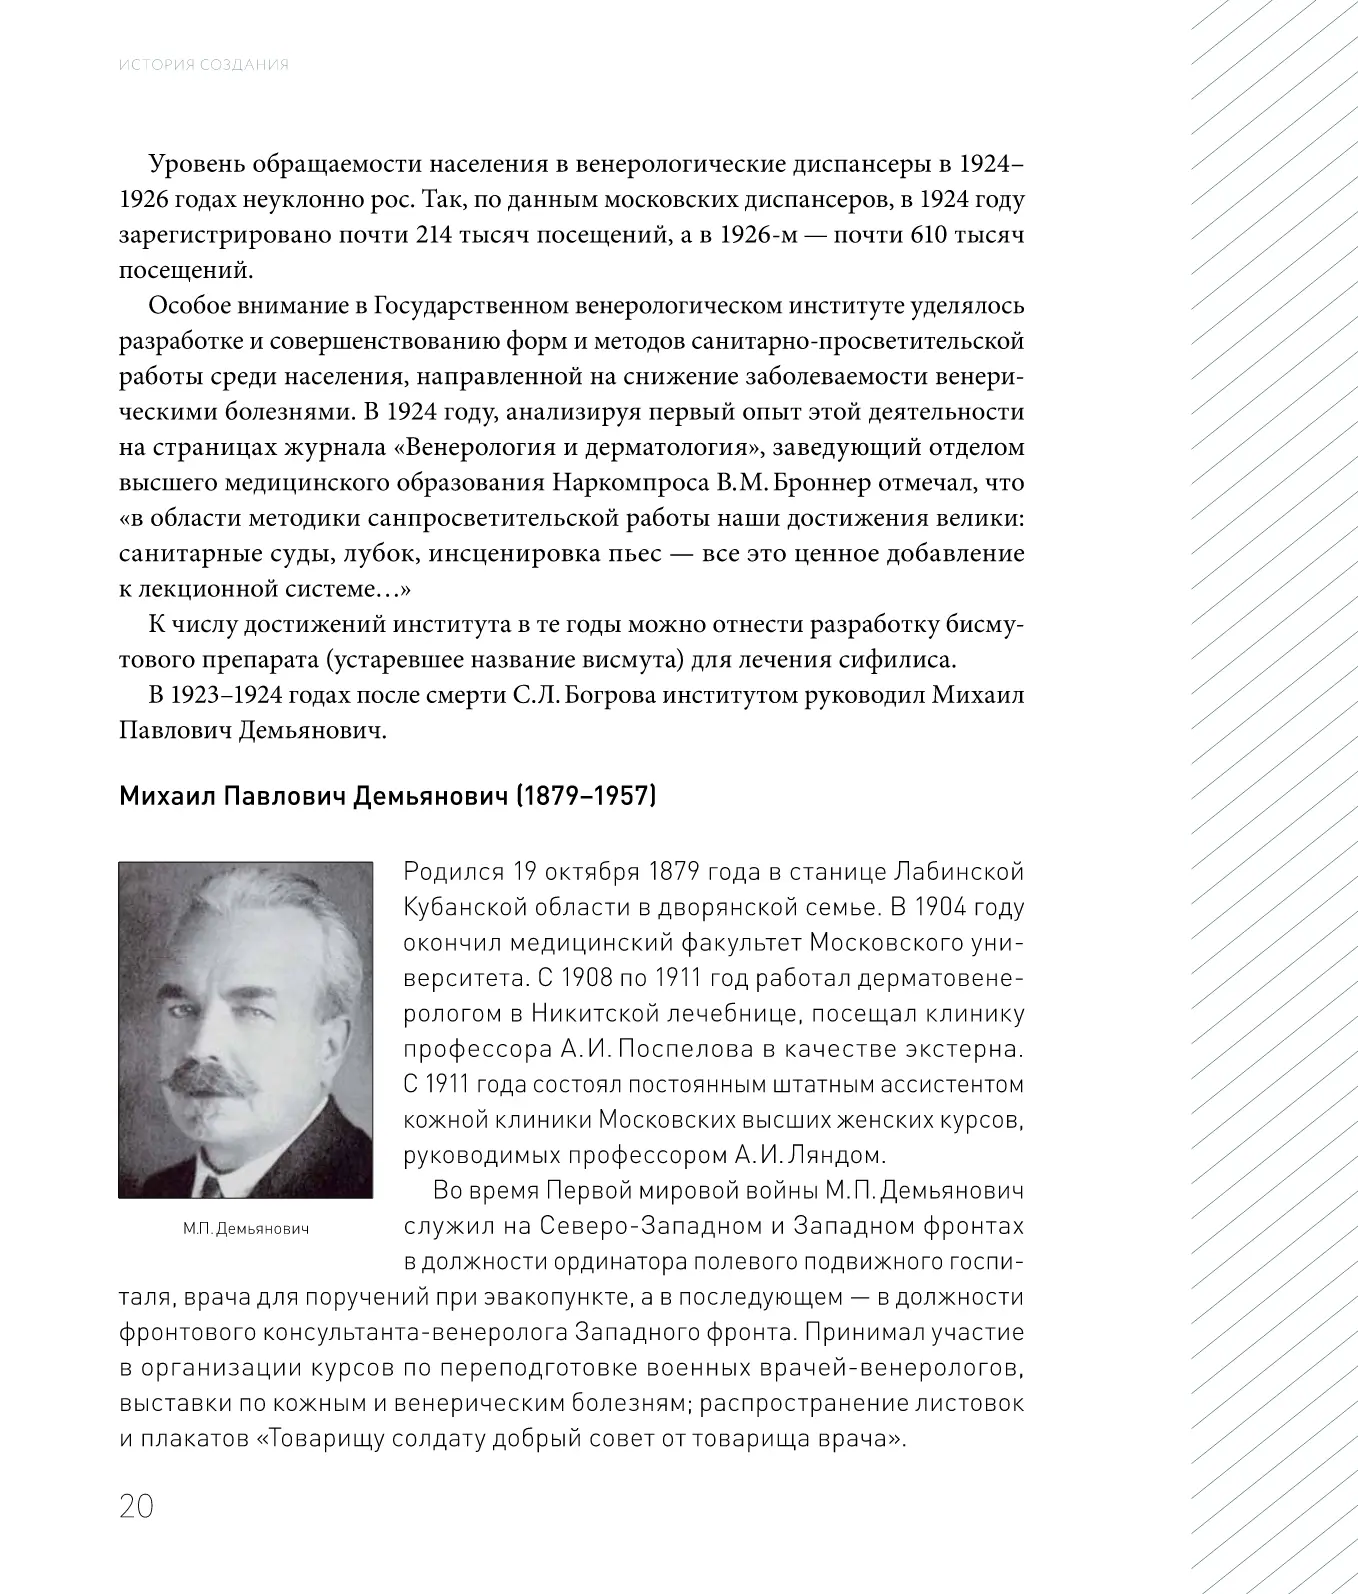 ИСТОРИЯ СОЗДАНИЯ
Уровень обращаемости населения в венерологические диспансеры в 1924–
1926 годах неуклонно рос. Так, по данным московских диспансеров, в 1924 году
зарегистрировано почти 214 тысяч посещений, а в 1926-м — почти 610 тысяч
посещений.
Особое внимание в Государственном венерологическом институте уделялось
разработке и совершенствованию форм и методов санитарно-просветительской
работы среди населения, направленной на снижение заболеваемости венери-
ческими болезнями. В 1924 году, анализируя первый опыт этой деятельности
на страницах журнала «Венерология и дерматология», заведующий отделом
высшего медицинского образования Наркомпроса В.М. Броннер отмечал, что
«в области методики санпросветительской работы наши достижения велики:
санитарные суды, лубок, инсценировка пьес — все это ценное добавление
к лекционной системе…»
К числу достижений института в те годы можно отнести разработку бисму-
тового препарата (устаревшее название висмута) для лечения сифилиса.
В 1923–1924 годах после смерти С.Л. Богрова институтом руководил Михаил
Павлович Демьянович.
Михаил Павлович Демьянович (1879–1957)
Родился 19 октября 1879 года в станице Лабинской
Кубанской области в дворянской семье. В 1904 году
окончил медицинский факультет Московского уни-
верситета. С 1908 по 1911 год работал дерматовене-
рологом в Никитской лечебнице, посещал клинику
профессора А.И. Поспелова в качестве экстерна.
С 1911 года состоял постоянным штатным ассистентом
кожной клиники Московских высших женских курсов,
руководимых профессором А.И. Ляндом.
Во время Первой мировой войны М.П. Демьянович
служил на Северо-Западном и Западном фронтах
в должности ординатора полевого подвижного госпи-
таля, врача для поручений при эвакопункте, а в последующем — в должности
фронтового консультанта-венеролога Западного фронта. Принимал участие
в организации курсов по переподготовке военных врачей-венерологов,
выставки по кожным и венерическим болезням; распространение листовок
и плакатов «Товарищу солдату добрый совет от товарища врача».
М.П. Демьянович
20